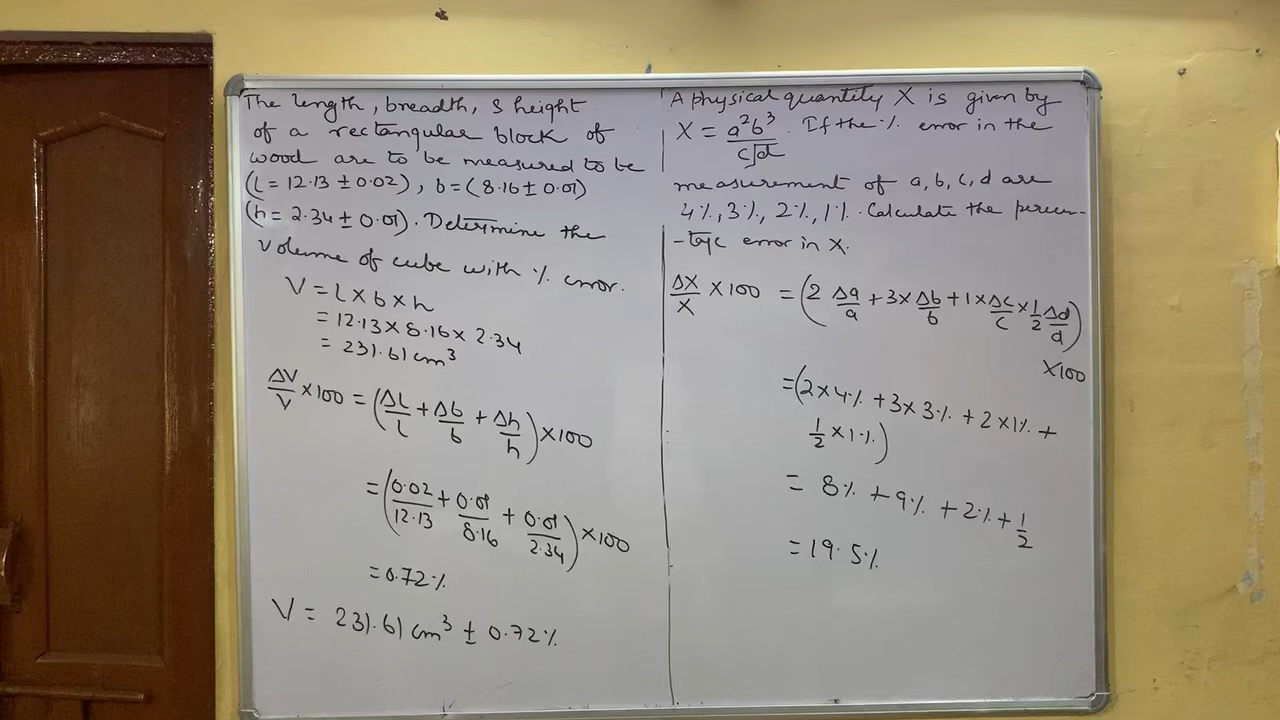 The length, breadth, & height
of a rectangular block of
wood are to be measured to be
(l = 12.13 ± 0.02), b = (8.16 ± 0.01)
(h = 2.34 ± 0.01). Determine the
volume of cube with % error.
V = l × b × h
= 12.13 × 8.16 × 2.34
= 231.61 cm³
ΔV/V × 100 = (Δl/l + Δb/b + Δh/h) × 100
= (0.02/12.13 + 0.01/8.16 + 0.01/2.34) × 100
= 0.72 %
V = 231.61 cm³ ± 0.72 %
A physical quantity X is given by
X = a²b³/c√d. If the % error in the
measurement of a, b, c, d are
4%, 3%, 2%, 1%. Calculate the percen-
-tage error in X.
ΔX/X × 100 = (2 Δa/a + 3 × Δb/b + 1 × Δc/c × 1/2 Δd/d)
× 100
= (2 × 4% + 3 × 3% + 2 × 1% +
1/2 × 1%)
= 8% + 9% + 2% + 1/2
= 19.5%